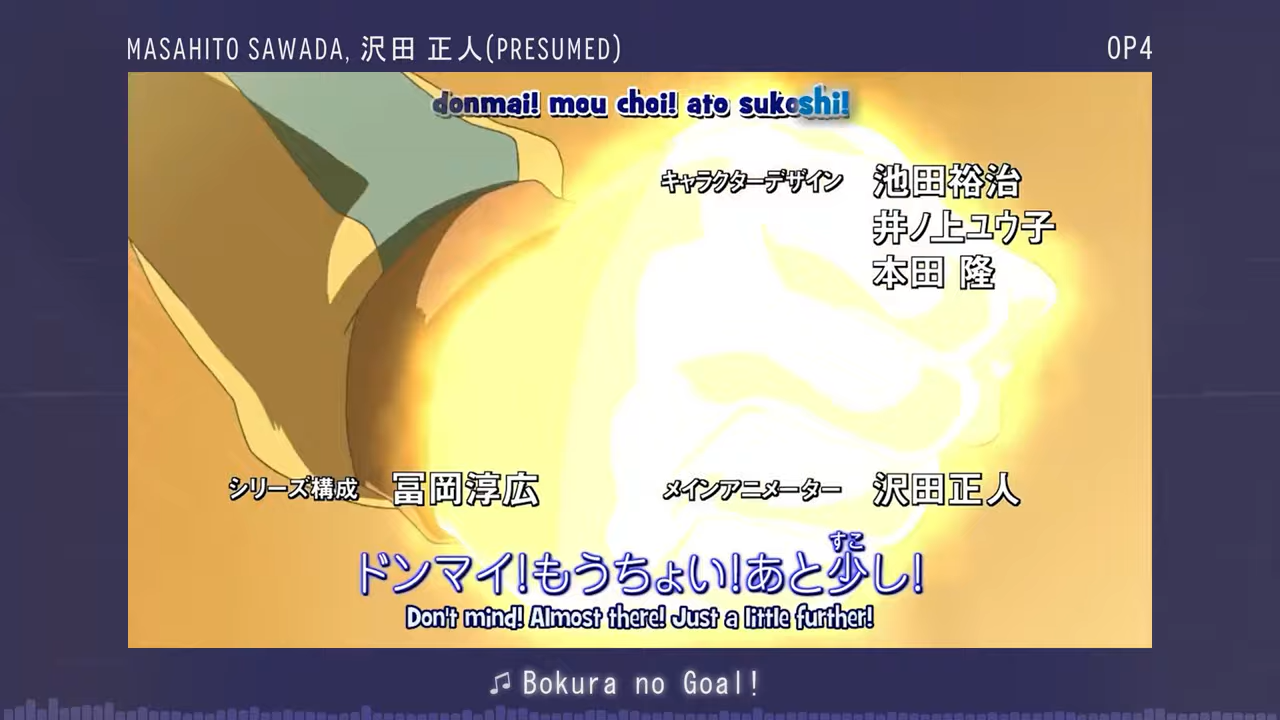 MASAHITO SAWADA, 沢田 正人(PRESUMED)
OP4
donmai! mou choi! ato sukoshi!
キャラクターデザイン 池田裕治
井ノ上ユウ子
本田 隆
シリーズ構成 冨岡淳広
メインアニメーター 沢田正人
すこ
ドンマイ!もうちょい!あと少し!
Don't mind! Almost there! Just a little further!
♫ Bokura no Goal!